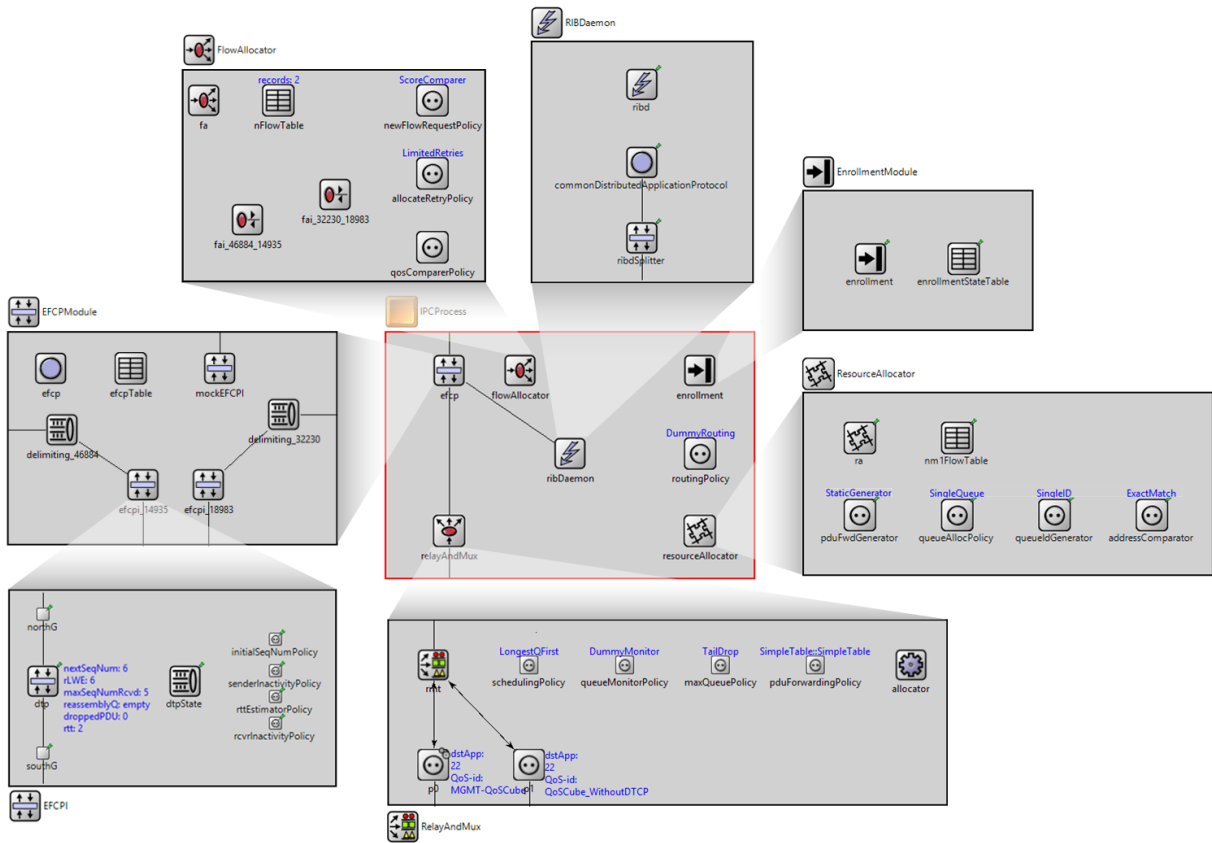 RIBDaemon
ribd
commonDistributedApplicationProtocol
ribdSplitter
FlowAllocator
records: 2
ScoreComparer
fa
nFlowTable
newFlowRequestPolicy
LimitedRetries
allocateRetryPolicy
fai_32230_18983
fai_46884_14935
qosComparerPolicy
EnrollmentModule
enrollment
enrollmentStateTable
EFCPModule
efcp
efcpTable
mockEFCPI
delimiting_32230
delimiting_46884
efcpi_14935
efcpi_18983
IPCProcess
efcp
flowAllocator
enrollment
DummyRouting
routingPolicy
ribDaemon
relayAndMux
resourceAllocator
ResourceAllocator
ra
nm1FlowTable
StaticGenerator
SingleQueue
SingleID
ExactMatch
pduFwdGenerator
queueAllocPolicy
queueIdGenerator
addressComparator
northG
nextSeqNum: 6
rLWE: 6
maxSeqNumRcvd: 5
reassemblyQ: empty
droppedPDU: 0
rtt: 2
dtp
dtpState
initialSeqNumPolicy
senderInactivityPolicy
rttEstimatorPolicy
rcvrInactivityPolicy
southG
EFCPI
LongestQFirst
DummyMonitor
TailDrop
SimpleTable::SimpleTable
rmt
schedulingPolicy
queueMonitorPolicy
maxQueuePolicy
pduForwardingPolicy
allocator
dstApp:
22
QoS-id:
MGMT-QoSCube
p0
dstApp:
22
QoS-id:
QoSCube_WithoutDTCP
p1
RelayAndMux